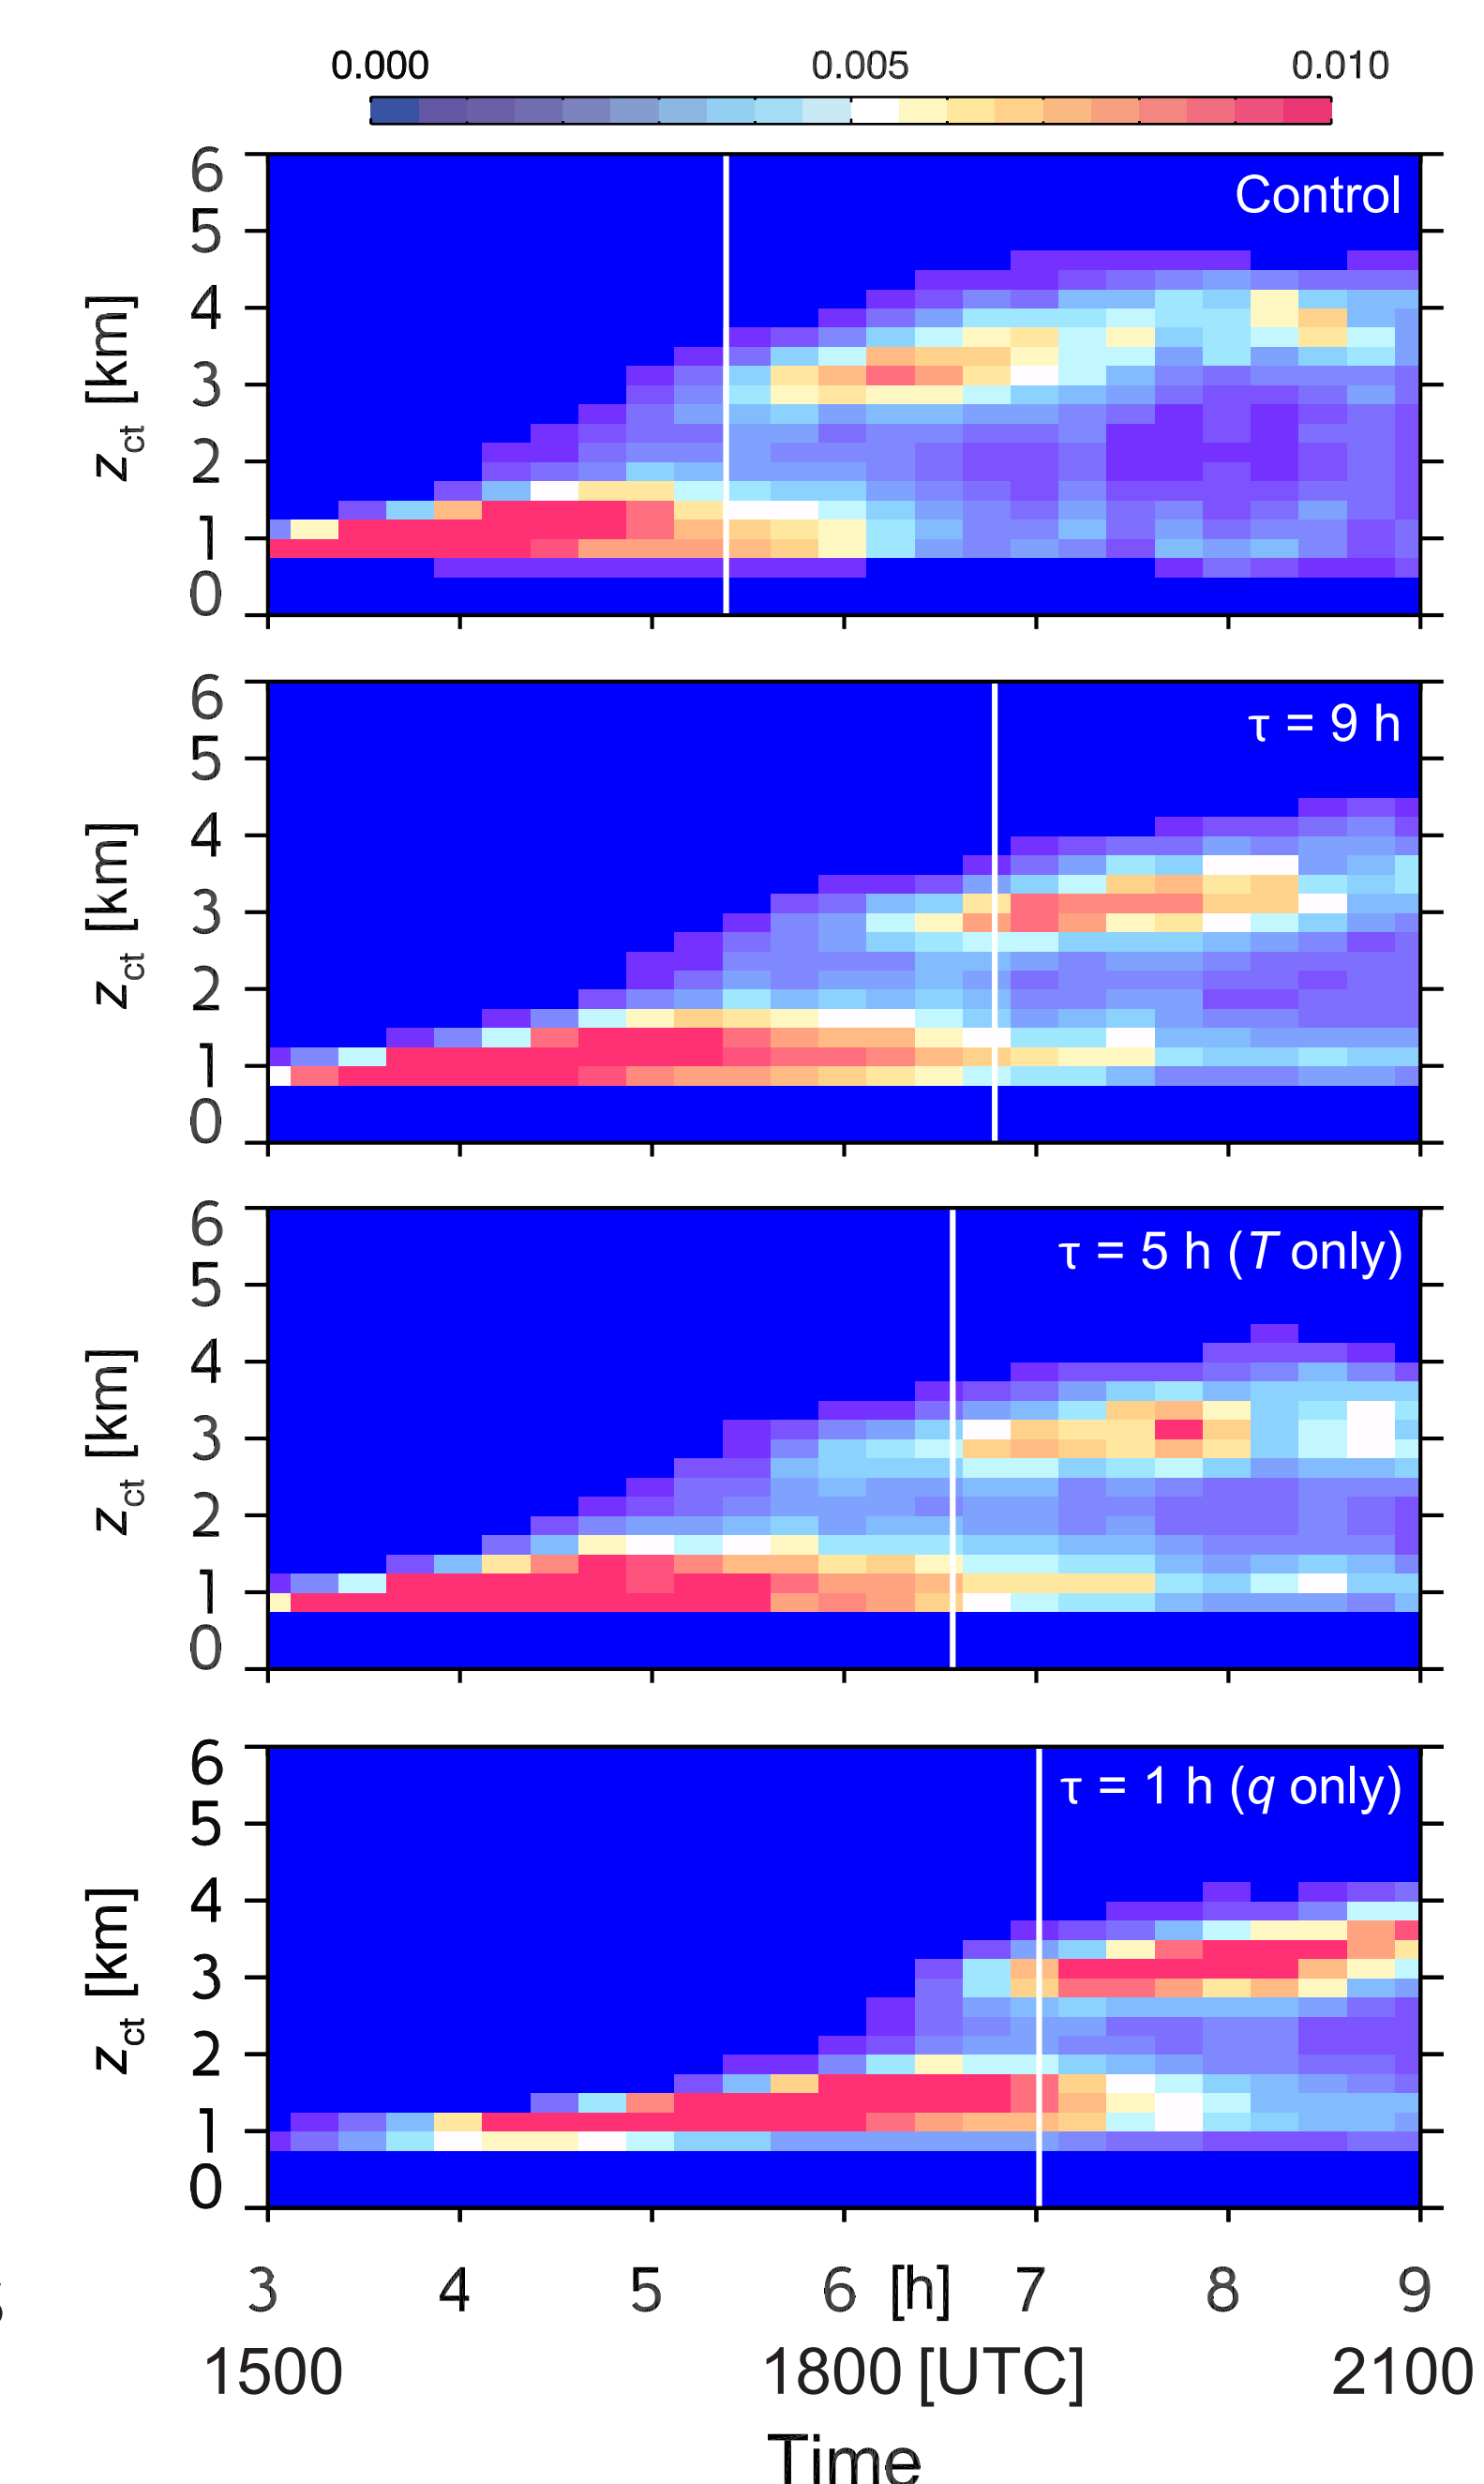 0.000 0.005 0.010
Control
6
5
4
3
2
1
0
z_ct [km]
τ = 9 h
6
5
4
3
2
1
0
z_ct [km]
τ = 5 h (T only)
6
5
4
3
2
1
0
z_ct [km]
τ = 1 h (q only)
6
5
4
3
2
1
0
z_ct [km]
3 4 5 6 [h] 7 8 9
1500 1800 [UTC] 2100
Time